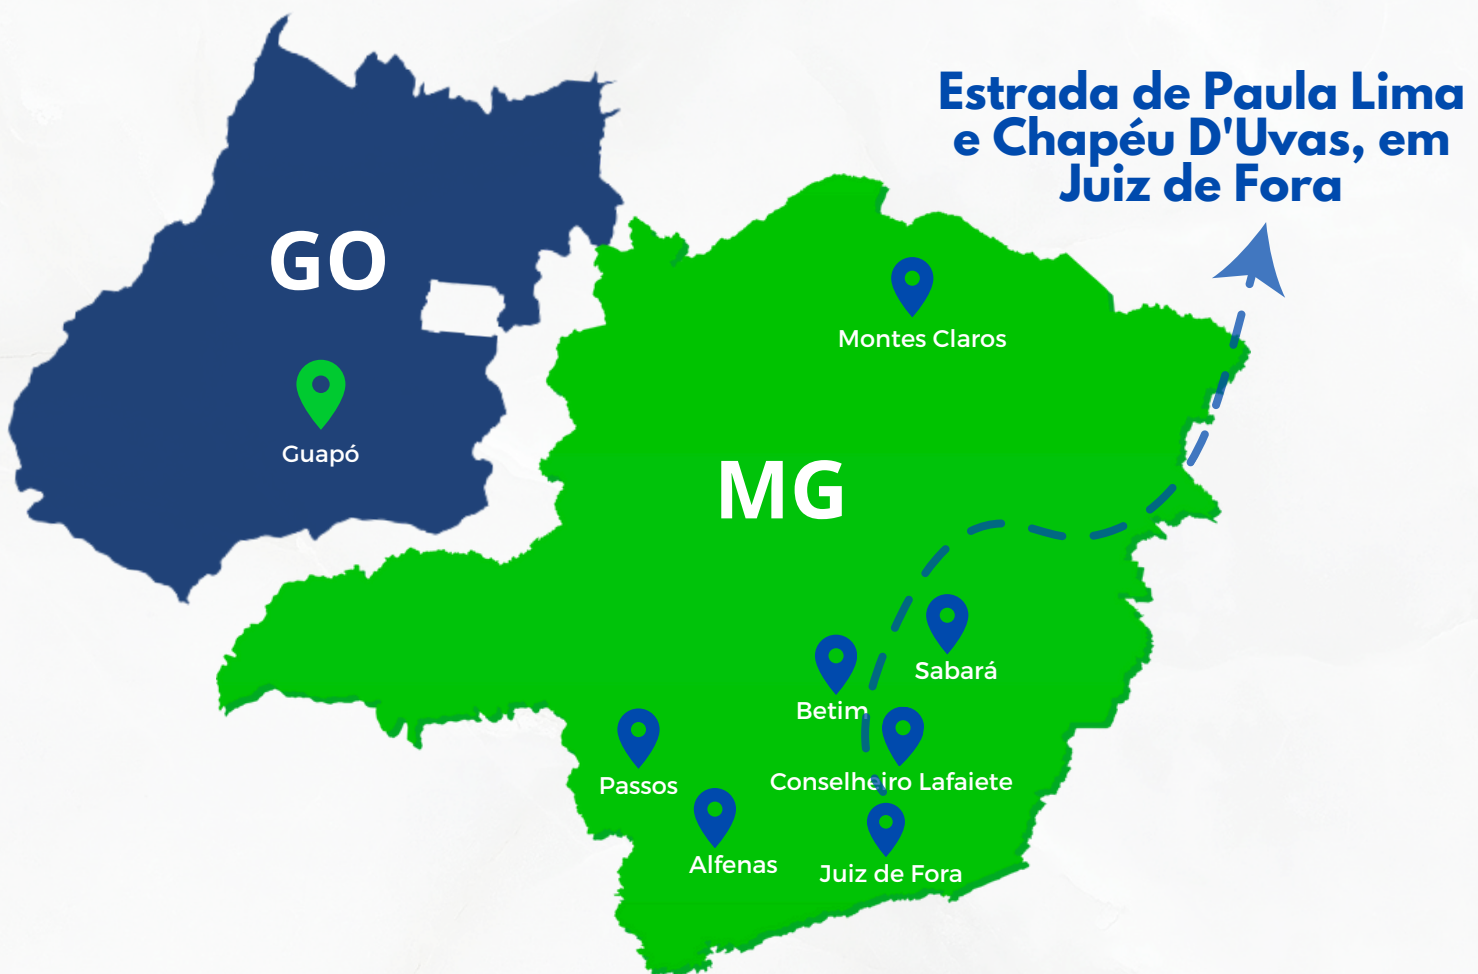 Estrada de Paula Lima
e Chapéu D'Uvas, em
Juiz de Fora
GO
Montes Claros
Guapó
MG
Sabará
Betim
Passos
Conselheiro Lafaiete
Alfenas
Juiz de Fora